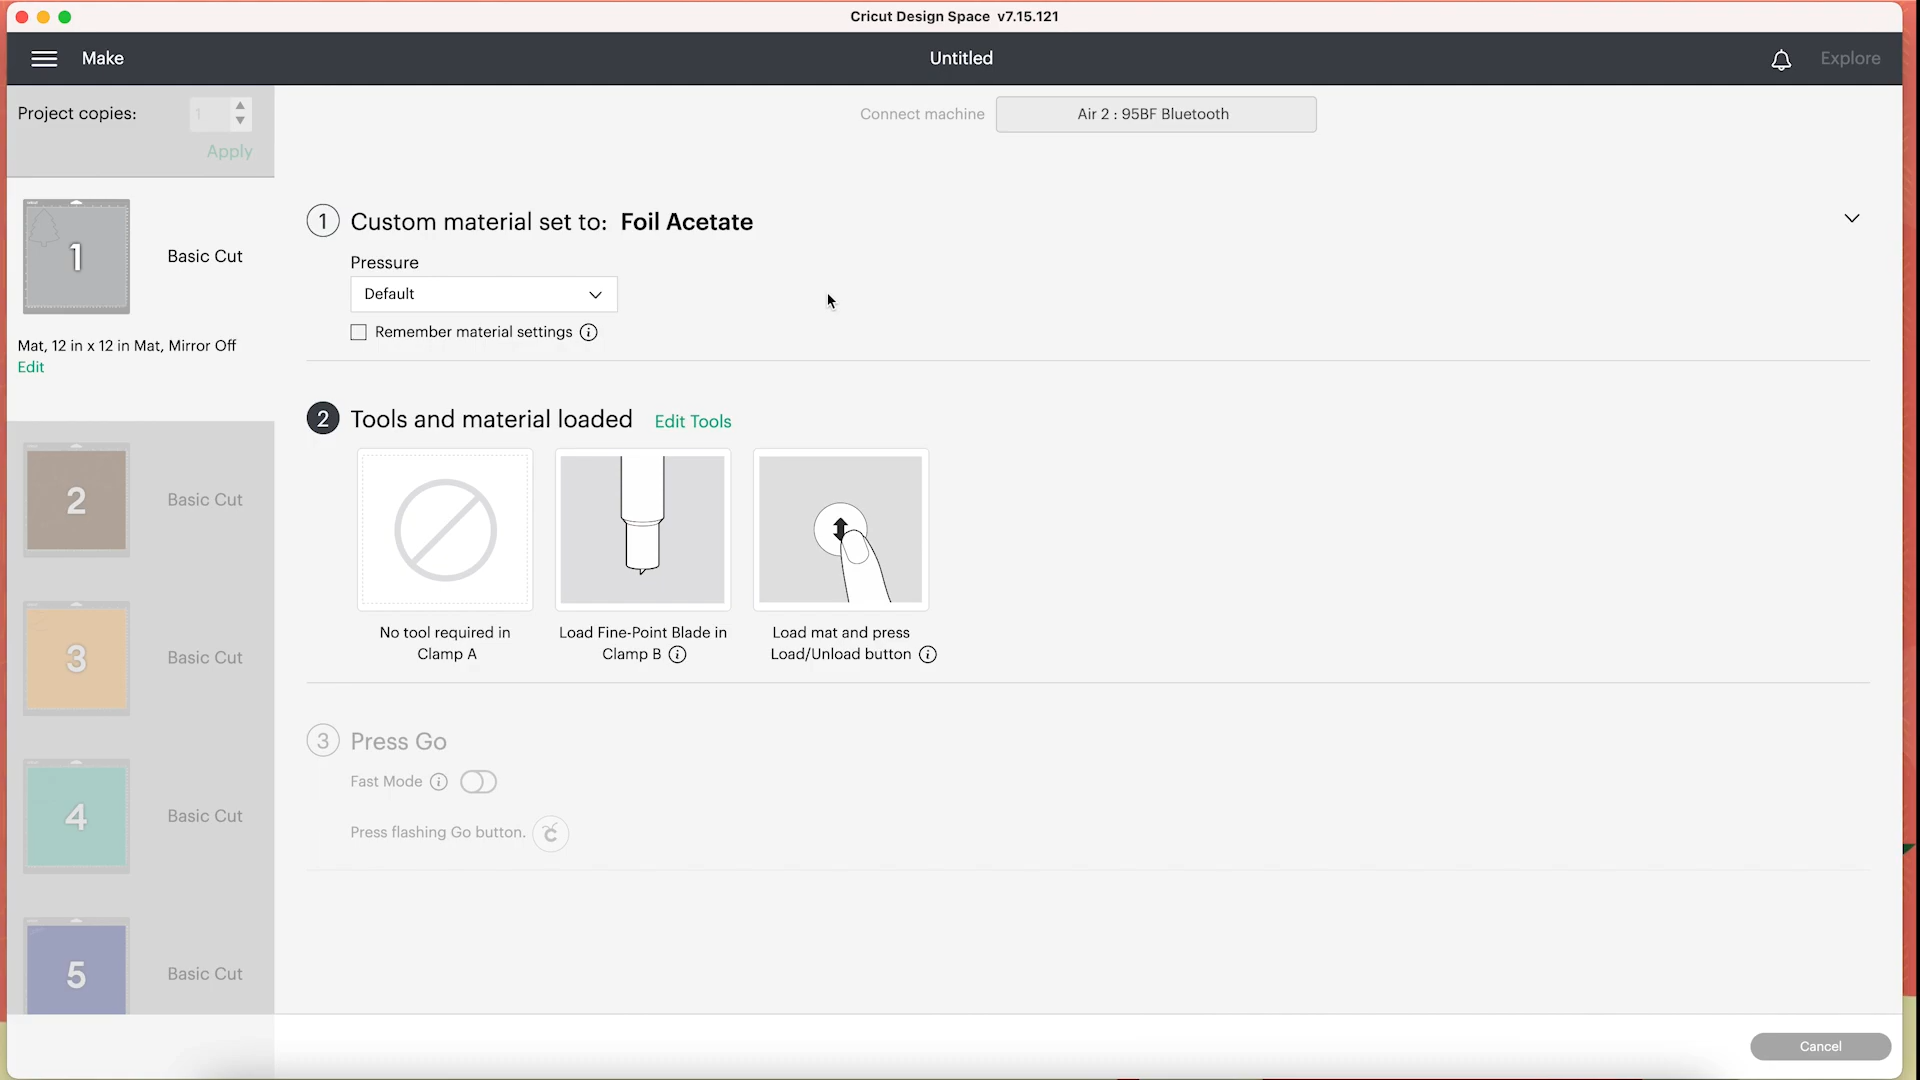 Cricut Design Space v7.15.121
Make
Untitled
Explore
Project copies:
1
Apply
Connect machine
Air 2 : 95BF Bluetooth
1
Basic Cut
Mat, 12 in x 12 in Mat, Mirror Off
Edit
2
Basic Cut
3
Basic Cut
4
Basic Cut
5
Basic Cut
1 Custom material set to: Foil Acetate
Pressure
Default
Remember material settings
2 Tools and material loaded Edit Tools
No tool required in
Clamp A
Load Fine-Point Blade in
Clamp B
Load mat and press
Load/Unload button
3 Press Go
Fast Mode
Press flashing Go button.
Cancel